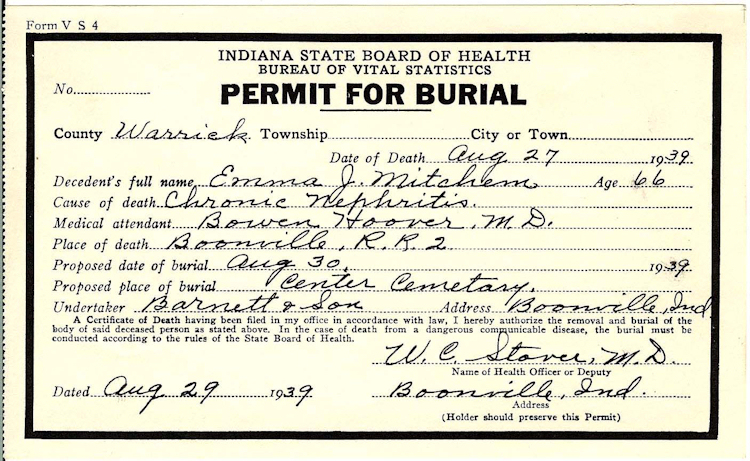 Form V S 4
INDIANA STATE BOARD OF HEALTH
BUREAU OF VITAL STATISTICS
No.
PERMIT FOR BURIAL
County Warrick Township City or Town
Date of Death Aug 27 1939
Decedent's full name Emma J. Mitchem Age 66
Cause of death Chronic Nephritis.
Medical attendant Bowen Hoover, M.D.
Place of death Boonville, R.R.2.
Proposed date of burial Aug 30, 1939
Proposed place of burial Center Cemetary.
Undertaker Barnett & Son Address Boonville, Ind
A Certificate of Death having been filed in my office in accordance with law, I hereby authorize the removal and burial of the
body of said deceased person as stated above. In the case of death from a dangerous communicable disease, the burial must be
conducted according to the rules of the State Board of Health.
W. C. Stover, M.D.
Name of Health Officer or Deputy
Dated Aug 29 1939 Boonville, Ind.
Address
(Holder should preserve this Permit)